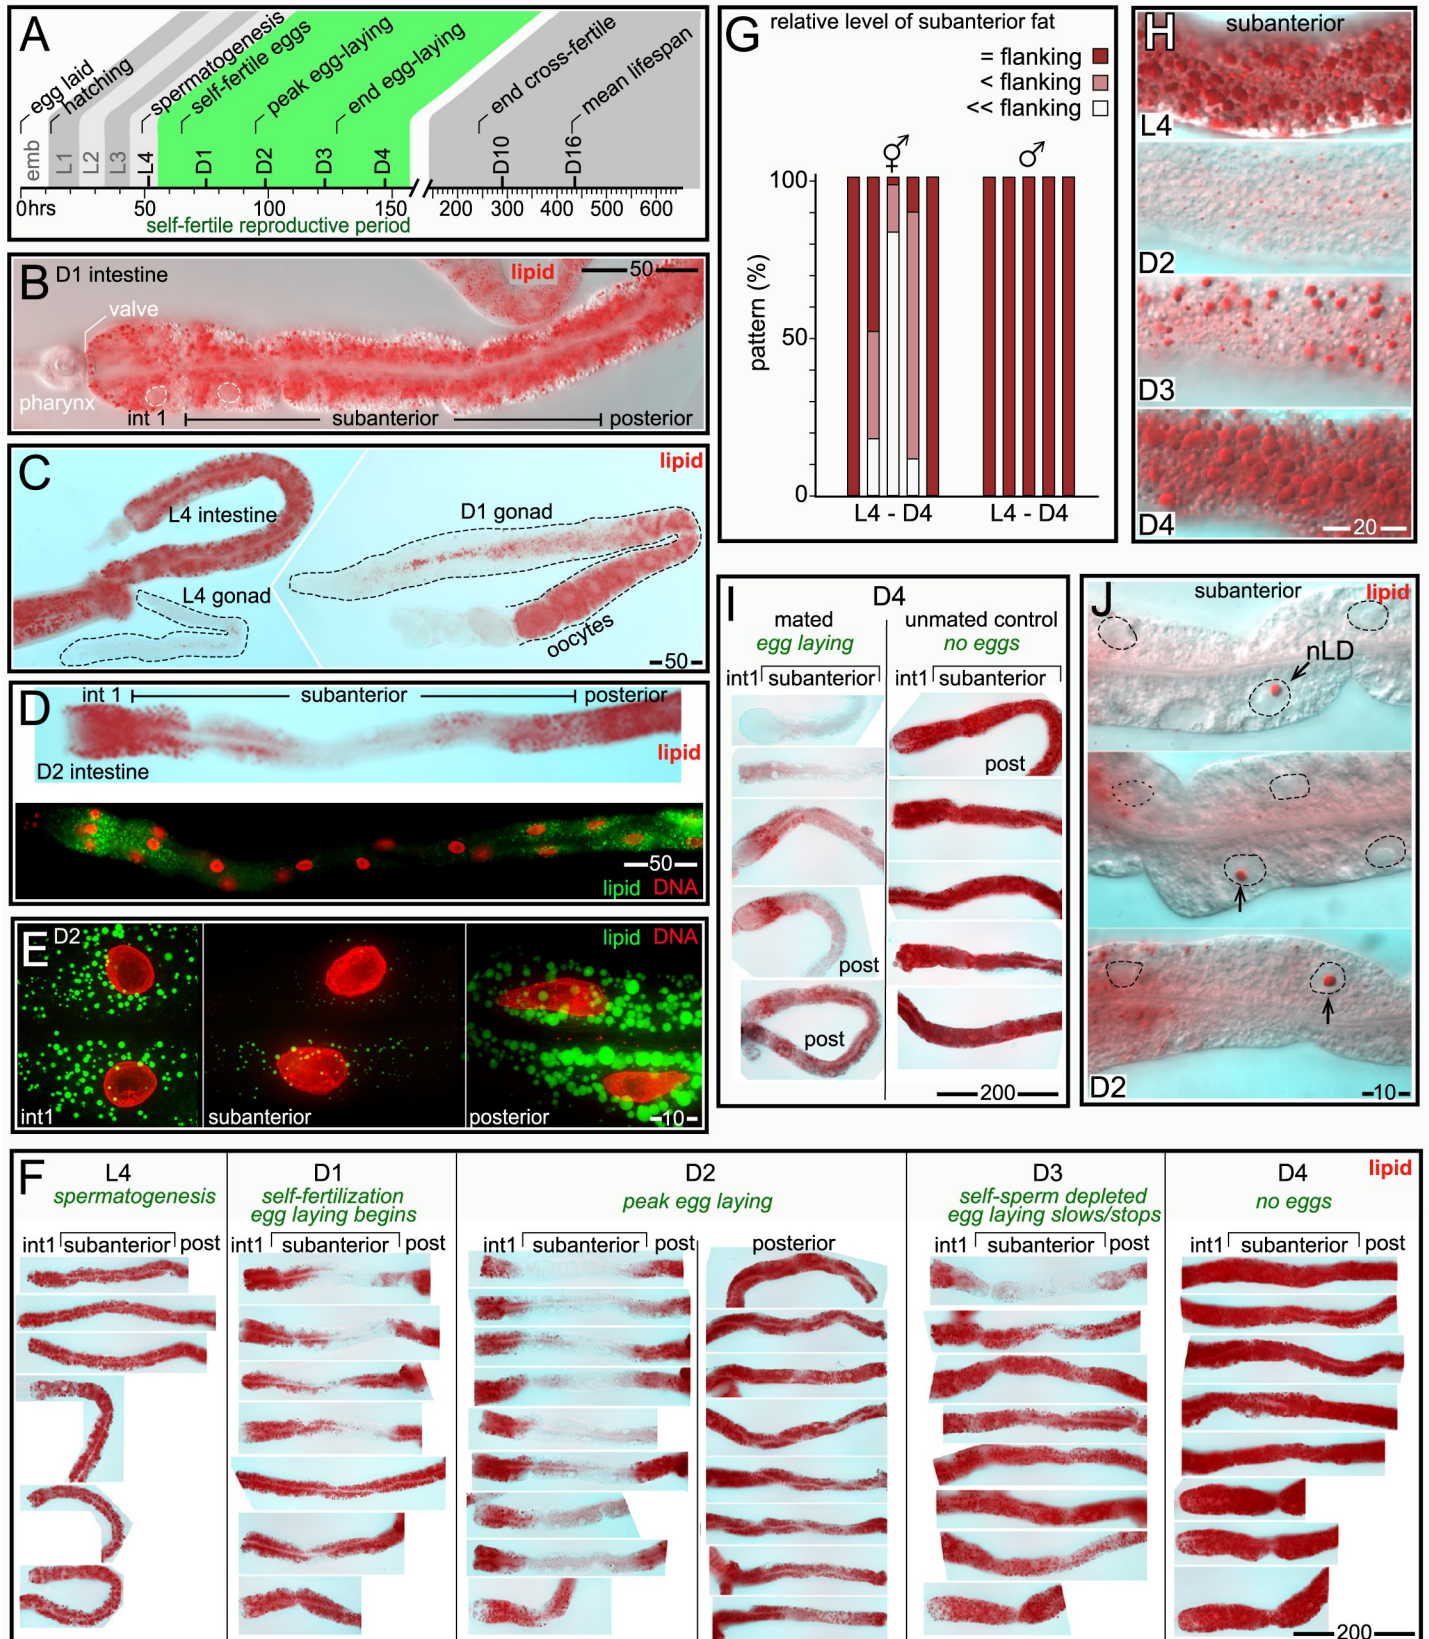 A
egg laid
hatching
spermatogenesis
self-fertile eggs
peak egg-laying
end egg-laying
end cross-fertile
mean lifespan
emb
L1
L2
L3
L4
D1
D2
D3
D4
D10
D16
0hrs 50 100 150 200 300 400 500 600
self-fertile reproductive period
B D1 intestine
lipid
50
valve
pharynx
int 1 subanterior posterior
C
lipid
L4 intestine
D1 gonad
L4 gonad
oocytes
50
D
int 1 subanterior posterior
lipid
D2 intestine
50
lipid DNA
E D2
lipid DNA
int1
subanterior
posterior
10
F
L4
spermatogenesis
int1 subanterior post
D1
self-fertilization
egg laying begins
int1 subanterior post
D2
peak egg laying
int1 subanterior post
posterior
D3
self-sperm depleted
egg laying slows/stops
int1 subanterior post
D4
no eggs
int1 subanterior post
lipid
200
G relative level of subanterior fat
= flanking
< flanking
<< flanking
⚥ ♂
100
50
0
pattern (%)
L4 - D4 L4 - D4
H subanterior
L4
D2
D3
D4
20
I D4
mated
egg laying
unmated control
no eggs
int1 subanterior int1 subanterior
post
post
post
200
J subanterior
lipid
nLD
D2
10